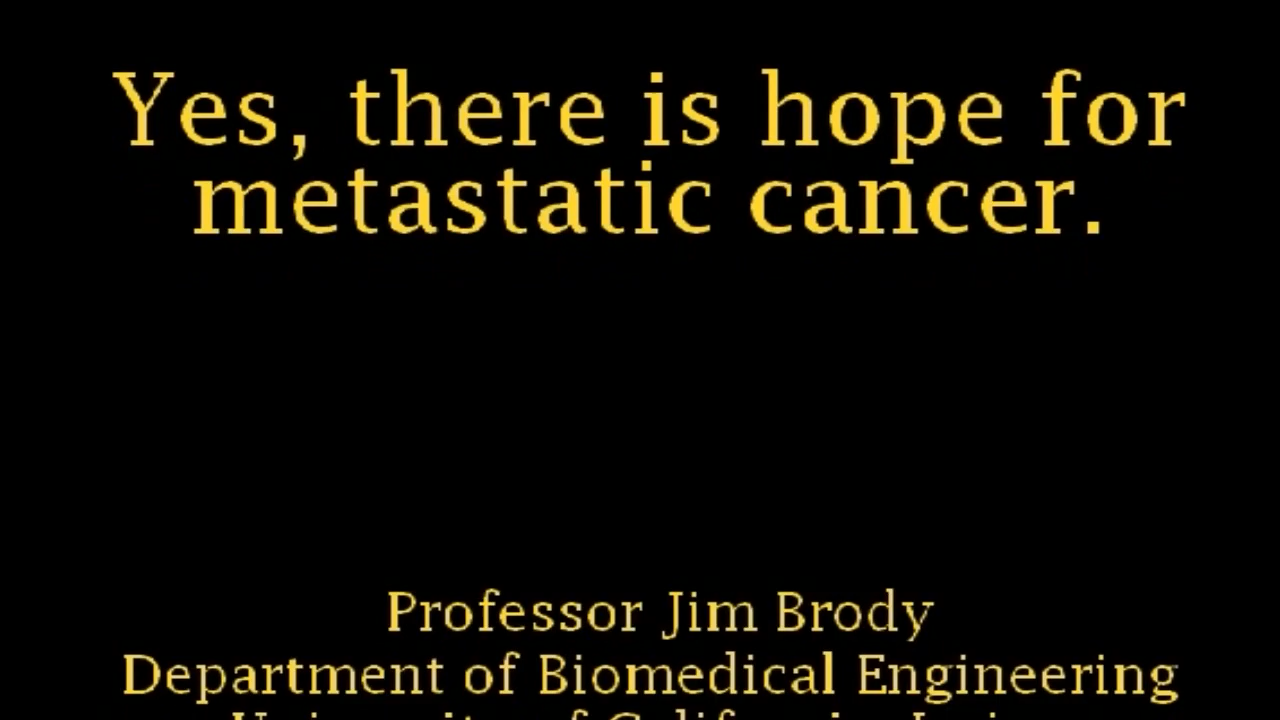 Yes, there is hope for
metastatic cancer.
Professor Jim Brody
Department of Biomedical Engineering